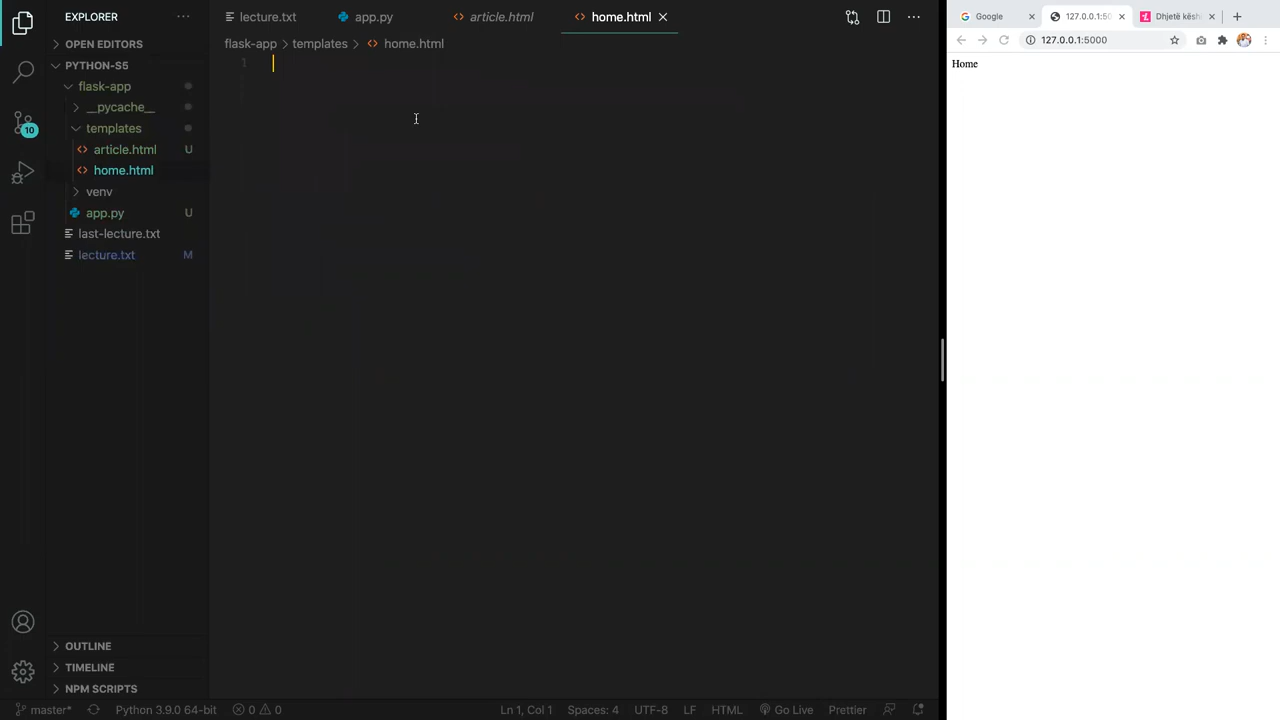 EXPLORER
OPEN EDITORS
PYTHON-S5
flask-app
__pycache__
templates
article.html U
home.html
venv
app.py U
last-lecture.txt
lecture.txt M
OUTLINE
TIMELINE
NPM SCRIPTS
lecture.txt app.py article.html home.html
flask-app > templates > home.html
1
10
master* Python 3.9.0 64-bit 0 0 Ln 1, Col 1 Spaces: 4 UTF-8 LF HTML Go Live Prettier
Google 127.0.0.1:50 Dhjetë kësh
127.0.0.1:5000
Home